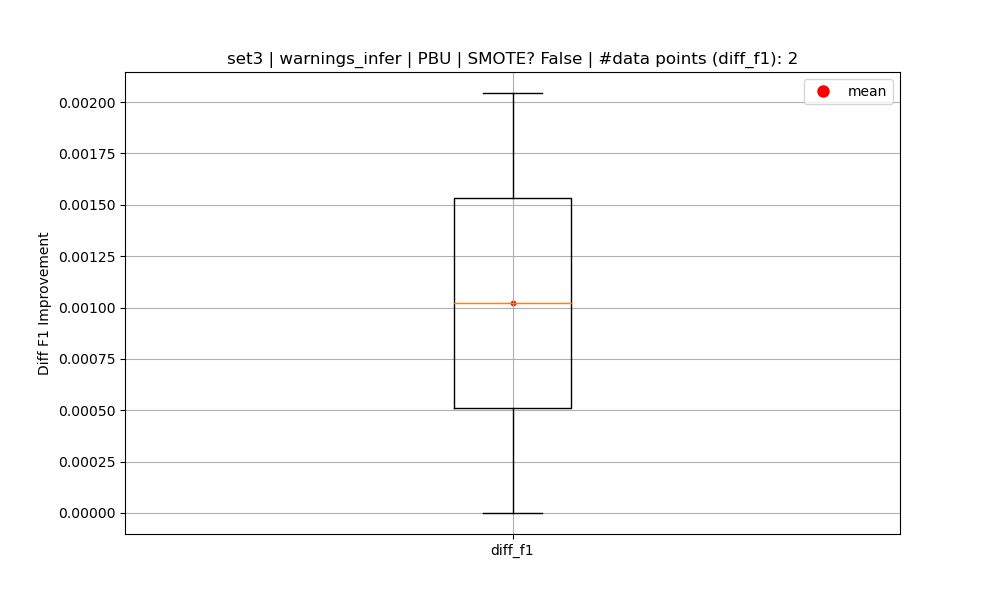 set3 | warnings_infer | PBU | SMOTE? False | #data points (diff_f1): 2
mean
0.00200
0.00175
0.00150
0.00125
0.00100
0.00075
0.00050
0.00025
0.00000
Diff F1 Improvement
diff_f1